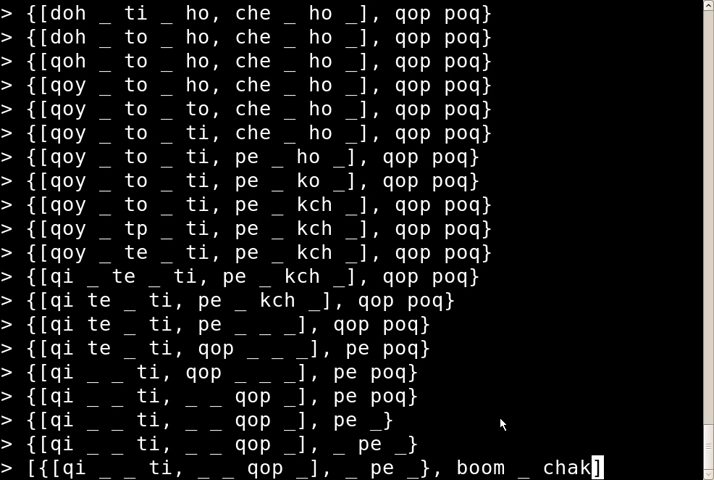 > {[doh _ ti _ ho, che _ ho _], qop poq}
> {[doh _ to _ ho, che _ ho _], qop poq}
> {[qoh _ to _ ho, che _ ho _], qop poq}
> {[qoy _ to _ ho, che _ ho _], qop poq}
> {[qoy _ to _ to, che _ ho _], qop poq}
> {[qoy _ to _ ti, che _ ho _], qop poq}
> {[qoy _ to _ ti, pe _ ho _], qop poq}
> {[qoy _ to _ ti, pe _ ko _], qop poq}
> {[qoy _ to _ ti, pe _ kch _], qop poq}
> {[qoy _ tp _ ti, pe _ kch _], qop poq}
> {[qoy _ te _ ti, pe _ kch _], qop poq}
> {[qi _ te _ ti, pe _ kch _], qop poq}
> {[qi te _ ti, pe _ kch _], qop poq}
> {[qi te _ ti, pe _ _ _], qop poq}
> {[qi te _ ti, qop _ _ _], pe poq}
> {[qi _ _ ti, qop _ _ _], pe poq}
> {[qi _ _ ti, _ _ qop _], pe poq}
> {[qi _ _ ti, _ _ qop _], pe _}
> {[qi _ _ ti, _ _ qop _], _ pe _}
> [{[qi _ _ ti, _ _ qop _], _ pe _}, boom _ chak]